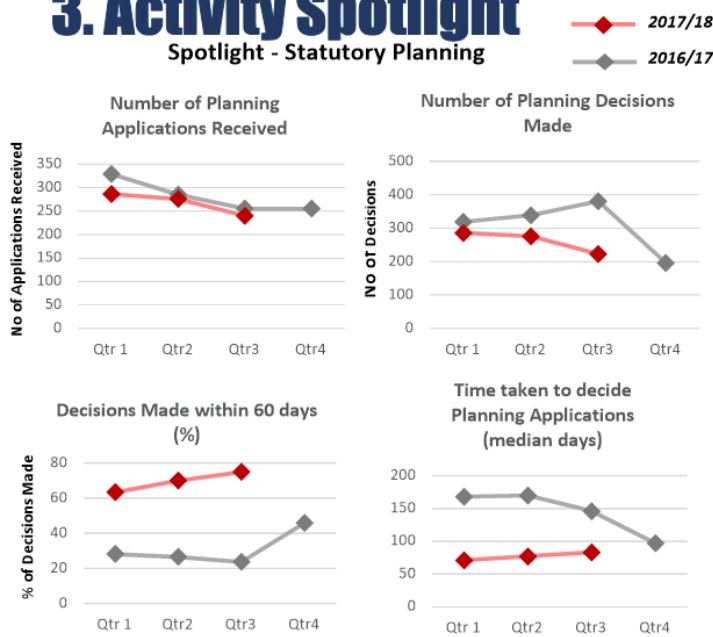 3. Activity Spotlight
Spotlight - Statutory Planning
2017/18
2016/17
Number of Planning
Applications Received
No of Applications Received
350
300
250
200
150
100
50
0
Qtr 1 Qtr2 Qtr3 Qtr4
Number of Planning Decisions
Made
No Of Decisions
500
400
300
200
100
0
Qtr 1 Qtr2 Qtr3 Qtr4
Decisions Made within 60 days
(%)
% of Decisions Made
80
60
40
20
0
Qtr 1 Qtr2 Qtr3 Qtr4
Time taken to decide
Planning Applications
(median days)
200
150
100
50
0
Qtr 1 Qtr2 Qtr3 Qtr4